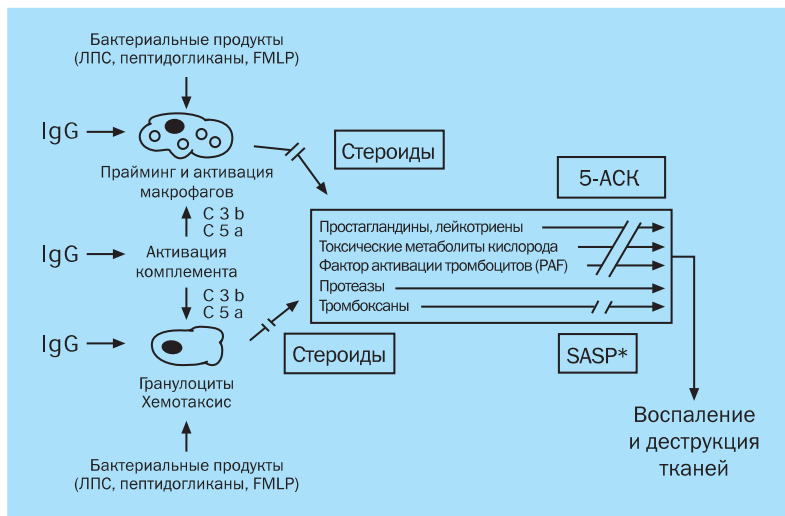 Бактериальные продукты
(ЛПС, пептидогликаны, FMLP)
IgG
Прайминг и активация
макрофагов
Стероиды
5-АСК
C 3 b
C 5 a
IgG
Активация
комплемента
Простагландины, лейкотриены
Токсические метаболиты кислорода
Фактор активации тромбоцитов (PAF)
Протеазы
Тромбоксаны
C 3 b
C 5 a
IgG
Стероиды
SASP*
Гранулоциты
Хемотаксис
Воспаление
и деструкция
тканей
Бактериальные продукты
(ЛПС, пептидогликаны, FMLP)